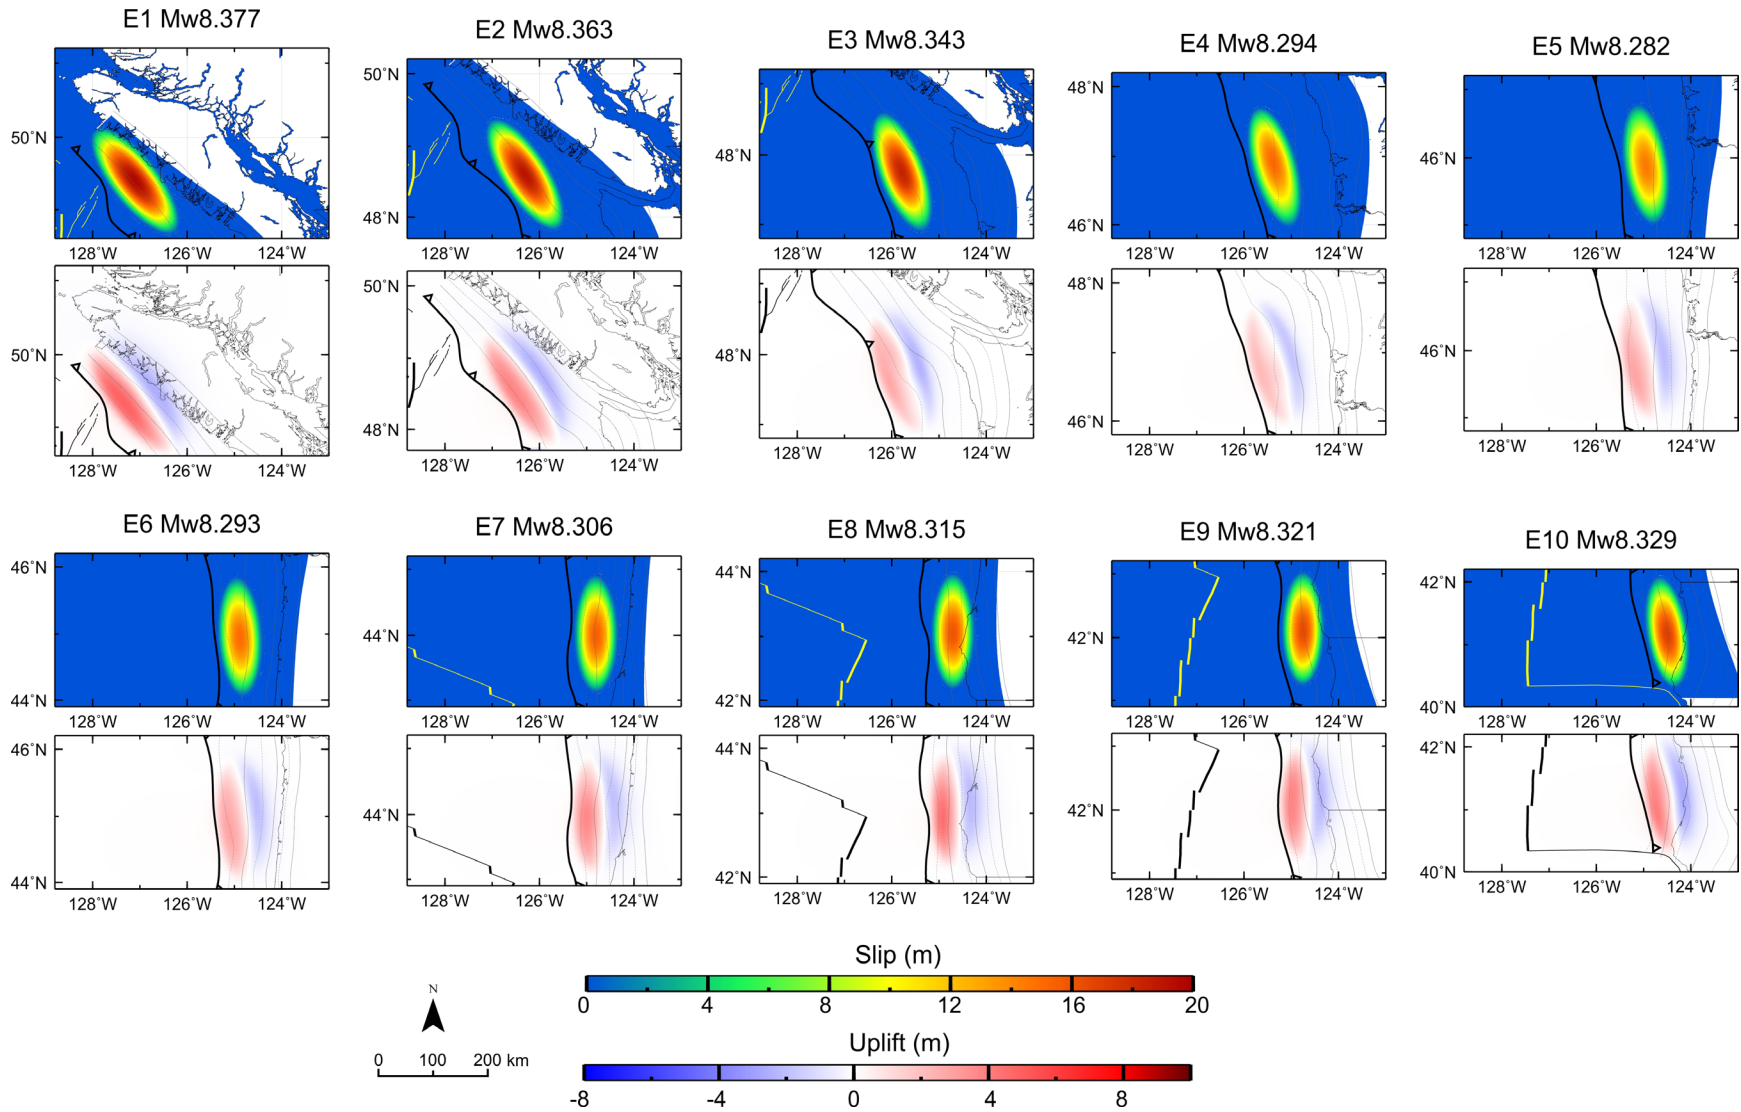 E1 Mw8.377
E2 Mw8.363
E3 Mw8.343
E4 Mw8.294
E5 Mw8.282
50˚N
128˚W 126˚W 124˚W
50˚N
48˚N
128˚W 126˚W 124˚W
48˚N
128˚W 126˚W 124˚W
48˚N
46˚N
128˚W 126˚W 124˚W
46˚N
128˚W 126˚W 124˚W
50˚N
128˚W 126˚W 124˚W
50˚N
48˚N
128˚W 126˚W 124˚W
48˚N
128˚W 126˚W 124˚W
48˚N
46˚N
128˚W 126˚W 124˚W
46˚N
128˚W 126˚W 124˚W
E6 Mw8.293
E7 Mw8.306
E8 Mw8.315
E9 Mw8.321
E10 Mw8.329
46˚N
44˚N
128˚W 126˚W 124˚W
44˚N
128˚W 126˚W 124˚W
44˚N
42˚N
128˚W 126˚W 124˚W
42˚N
128˚W 126˚W 124˚W
42˚N
40˚N
128˚W 126˚W 124˚W
46˚N
44˚N
128˚W 126˚W 124˚W
44˚N
128˚W 126˚W 124˚W
44˚N
42˚N
128˚W 126˚W 124˚W
42˚N
128˚W 126˚W 124˚W
42˚N
40˚N
128˚W 126˚W 124˚W
Slip (m)
0 4 8 12 16 20
N
0 100 200 km
Uplift (m)
-8 -4 0 4 8